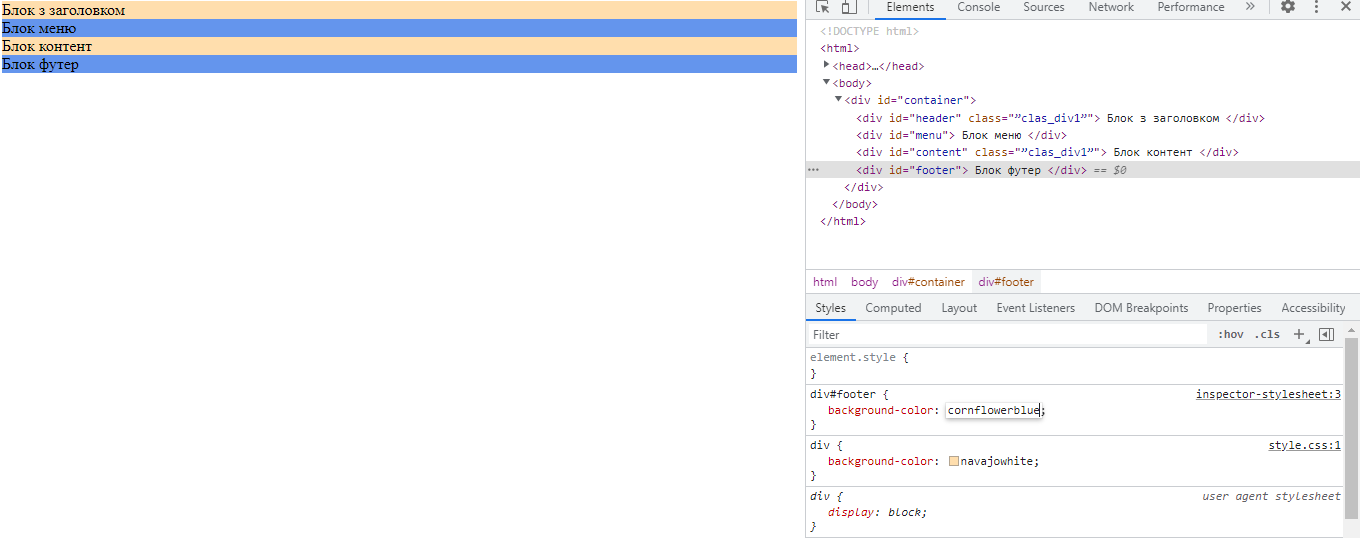 Блок з заголовком
Блок меню
Блок контент
Блок футер
Elements Console Sources Network Performance »
<!DOCTYPE html>
<html>
<head>…</head>
<body>
<div id="container">
<div id="header" class="”clas_div1”"> Блок з заголовком </div>
<div id="menu"> Блок меню </div>
<div id="content" class="”clas_div1”"> Блок контент </div>
<div id="footer"> Блок футер </div> == $0
</div>
</body>
</html>
html body div#container div#footer
Styles Computed Layout Event Listeners DOM Breakpoints Properties Accessibility
Filter :hov .cls +
element.style {
}
div#footer { inspector-stylesheet:3
background-color: cornflowerblue;
}
div { style.css:1
background-color: navajowhite;
}
div { user agent stylesheet
display: block;
}